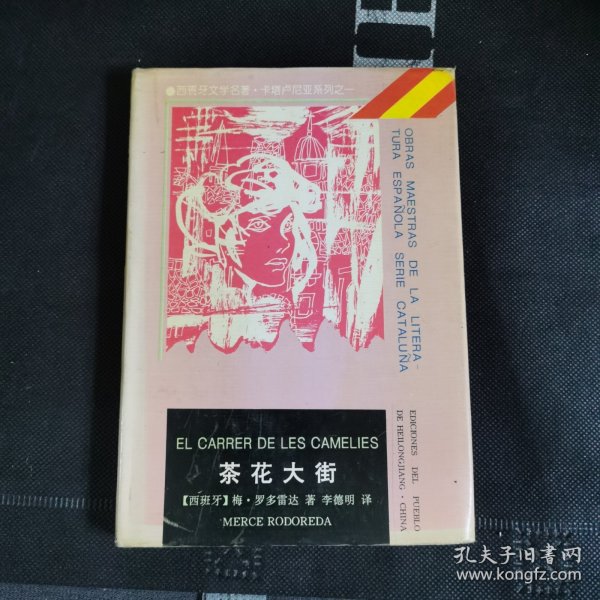 ●西班牙文学名著·卡塔卢尼亚系列之一
OBRAS MAESTRAS DE LA LITERA-
TURA ESPAÑOLA SERIE CATALUÑA
EDICIONES DEL PUEBLO
DE HEILONGJIANG·CHINA
EL CARRER DE LES CAMELIES
茶花大街
【西班牙】梅·罗多雷达 著 李德明 译
MERCE RODOREDA
孔夫子旧书网
www.kongfz.com